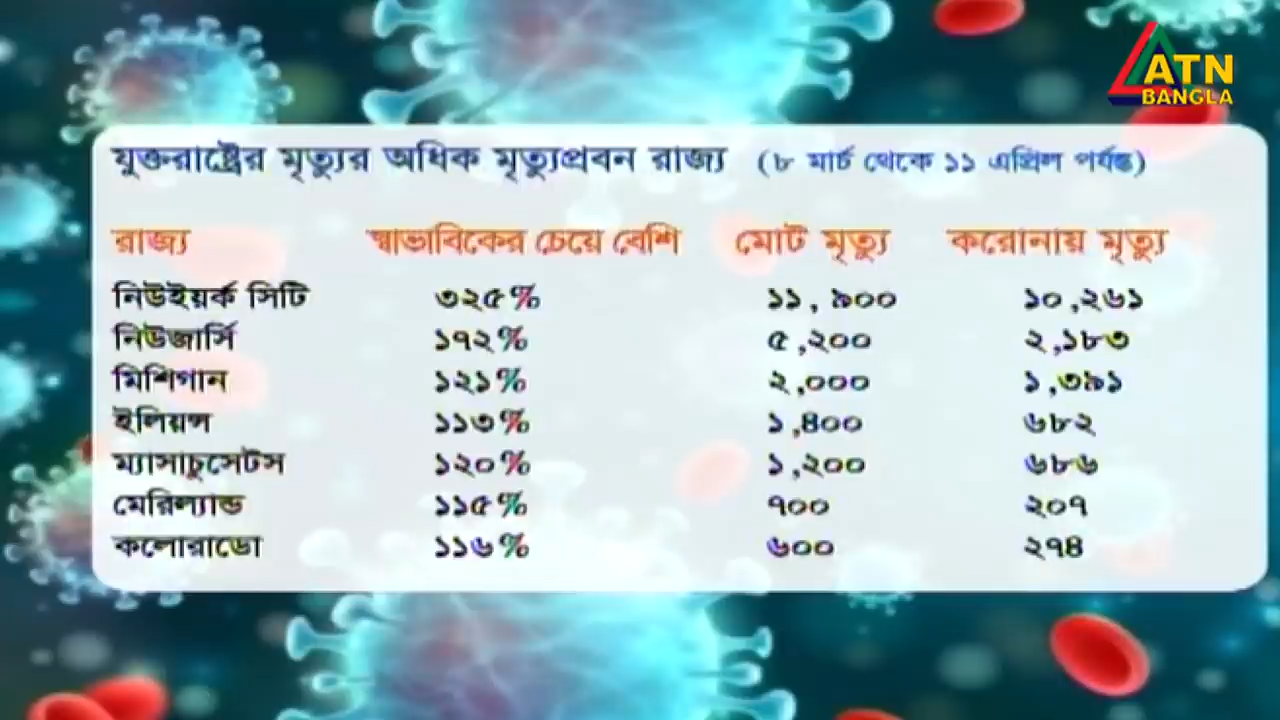 ATN
BANGLA
যুক্তরাষ্ট্রের মৃত্যুর অধিক মৃত্যুপ্রবন রাজ্য (৮ মার্চ থেকে ১১ এপ্রিল পর্যন্ত)
রাজ্য স্বাভাবিকের চেয়ে বেশি মোট মৃত্যু করোনায় মৃত্যু
নিউইয়র্ক সিটি ৩২৫% ১১, ৯০০ ১০,২৬১
নিউজার্সি ১৭২% ৫,২০০ ২,১৮৩
মিশিগান ১২১% ২,০০০ ১,৩৯১
ইলিয়ন্স ১১৩% ১,৪০০ ৬৮২
ম্যাসাচুসেটস ১২০% ১,২০০ ৬৮৬
মেরিল্যান্ড ১১৫% ৭০০ ২০৭
কলোরাডো ১১৬% ৬০০ ২৭৪